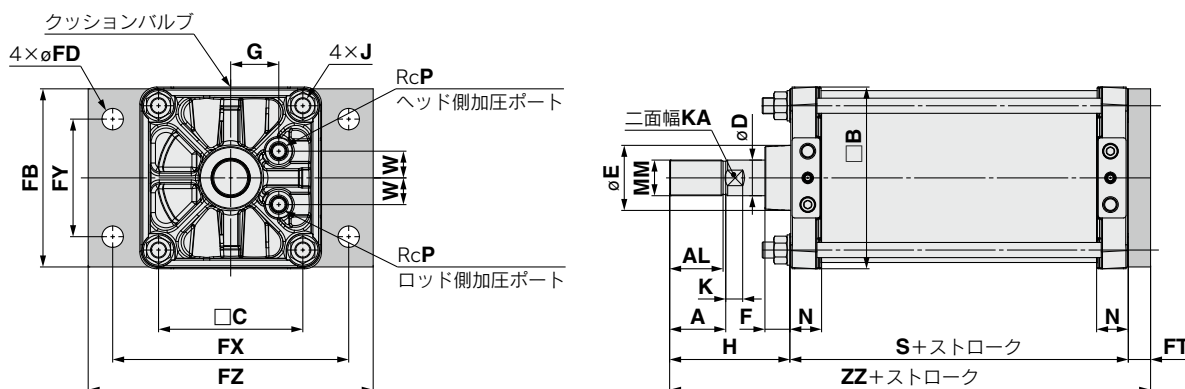 クッションバルブ
4×øFD
G
4×J
RcP
ヘッド側加圧ポート
FB
FY
W
W
RcP
ロッド側加圧ポート
□C
FX
FZ
二面幅KA
øD
□B
øE
MM
AL
K
A
F
N
N
H
S+ストローク
FT
ZZ+ストローク